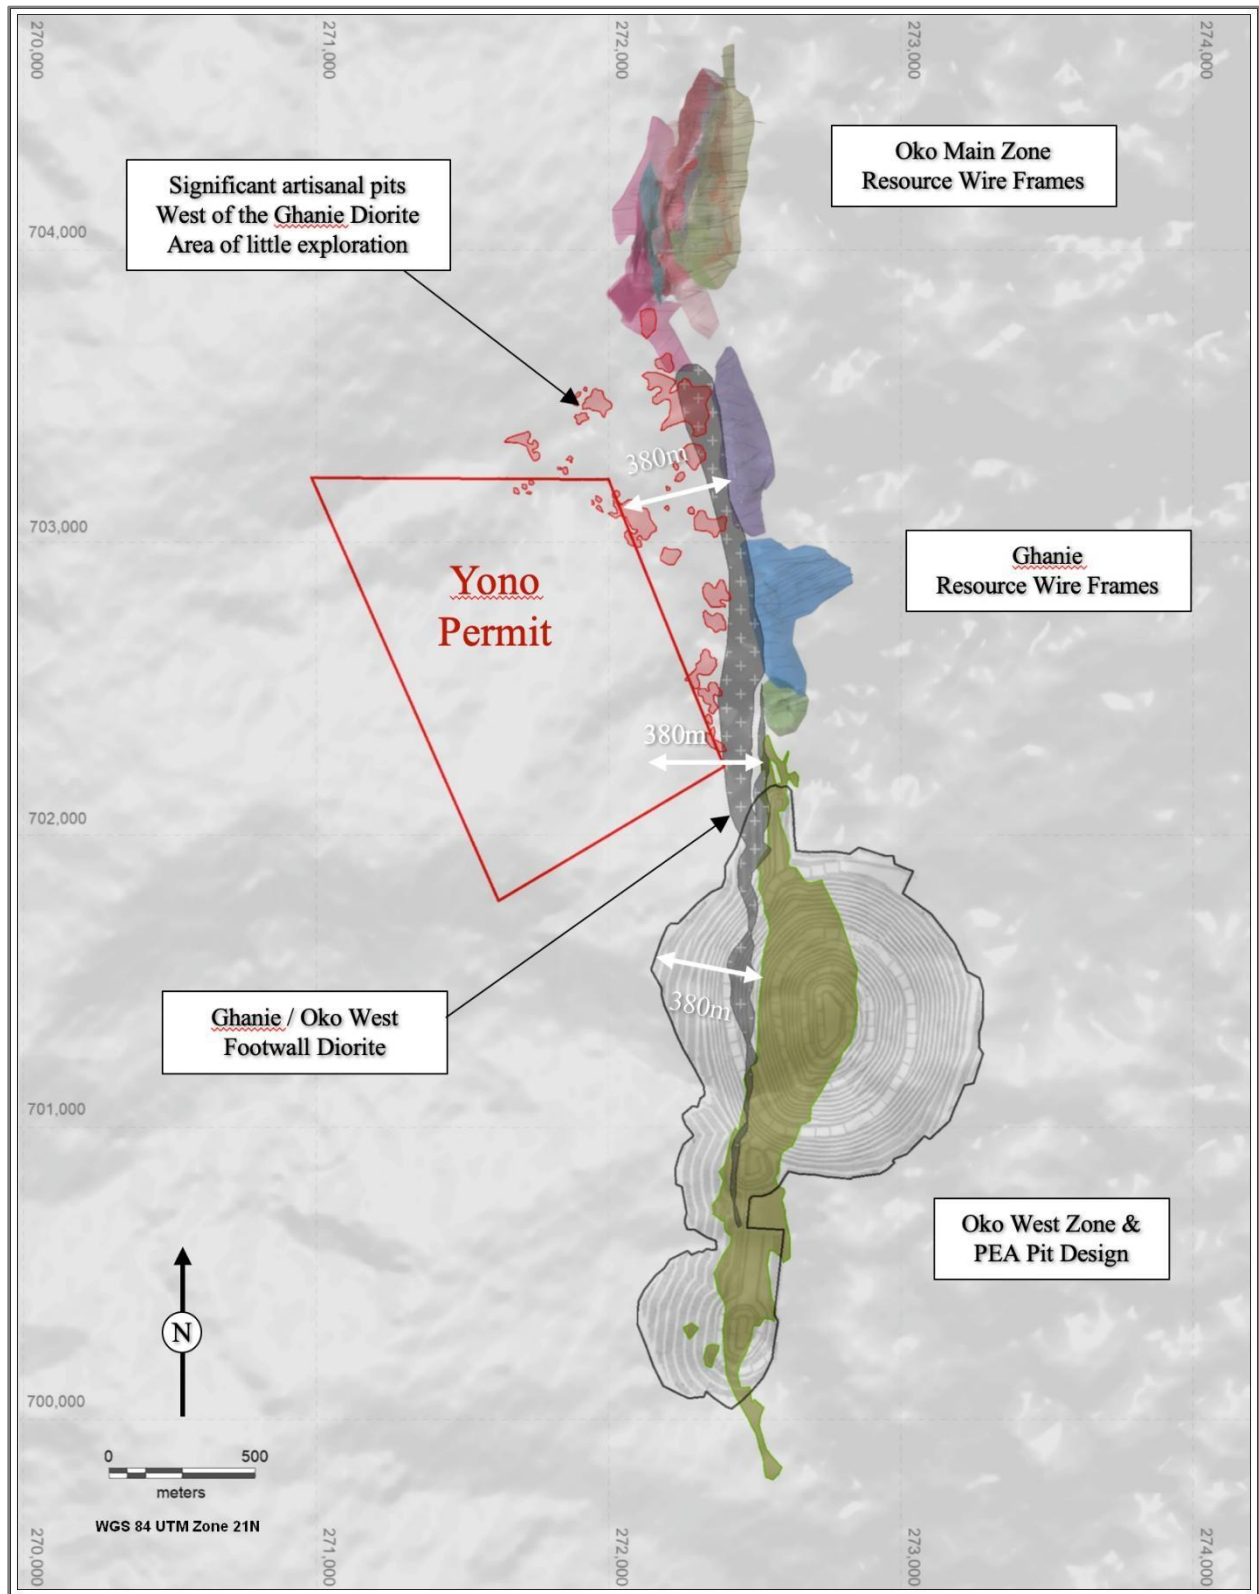 270,000
271,000
272,000
273,000
274,000
Oko Main Zone
Resource Wire Frames
Significant artisanal pits
West of the Ghanie Diorite
Area of little exploration
704,000
380m
703,000
Yono
Permit
Ghanie
Resource Wire Frames
380m
702,000
380m
Ghanie / Oko West
Footwall Diorite
701,000
Oko West Zone &
PEA Pit Design
N
700,000
0 500
meters
WGS 84 UTM Zone 21N
270,000
271,000
272,000
273,000
274,000